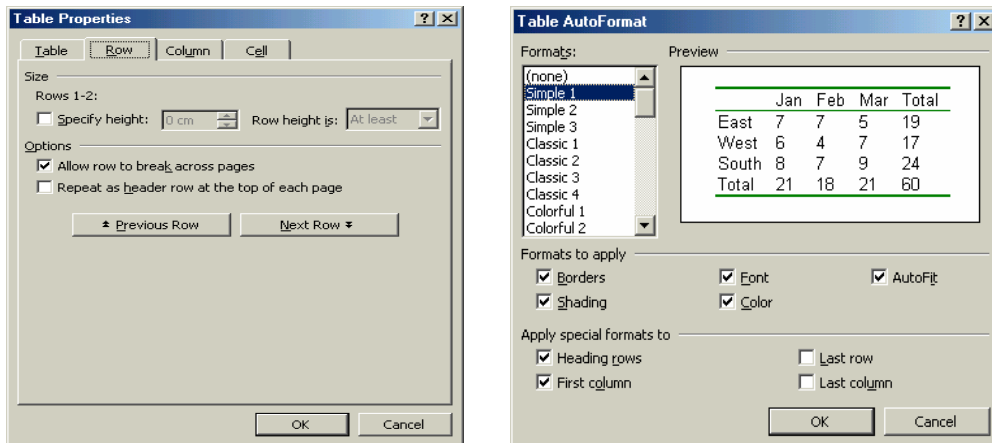 Table Properties
Table Row Column Cell
Size
Rows 1-2:
Specify height: 0 cm Row height is: At least
Options
Allow row to break across pages
Repeat as header row at the top of each page
Previous Row Next Row
OK Cancel
Table AutoFormat
Formats: Preview
(none)
Simple 1
Simple 2
Simple 3
Classic 1
Classic 2
Classic 3
Classic 4
Colorful 1
Colorful 2
Jan Feb Mar Total
East 7 7 5 19
West 6 4 7 17
South 8 7 9 24
Total 21 18 21 60
Formats to apply
Borders Font AutoFit
Shading Color
Apply special formats to
Heading rows Last row
First column Last column
OK Cancel